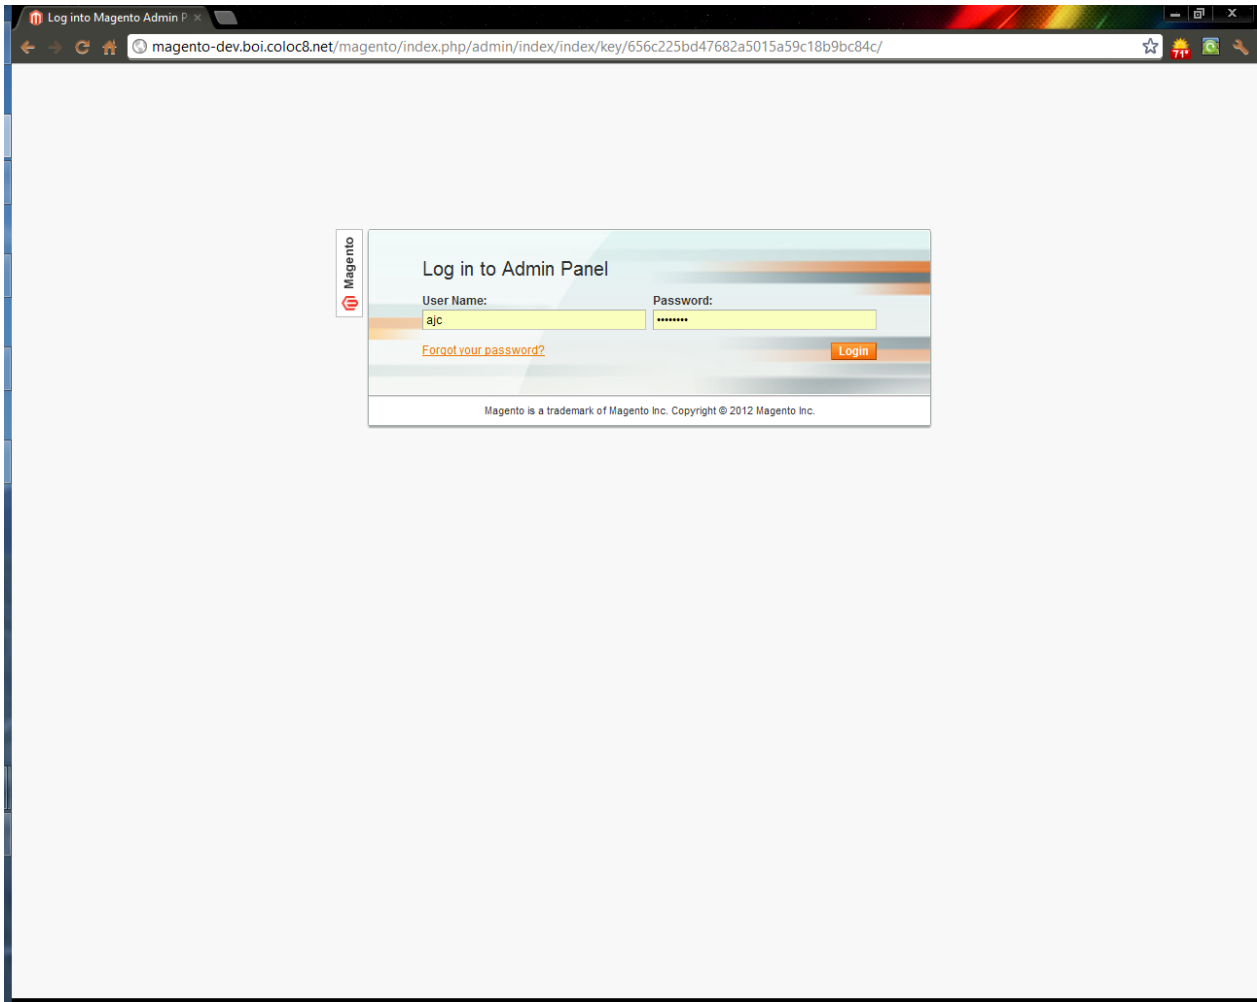 Log into Magento Admin P
magento-dev.boi.coloc8.net/magento/index.php/admin/index/index/key/656c225bd47682a5015a59c18b9bc84c/
71°
Magento
Log in to Admin Panel
User Name: Password:
ajc ••••••••
Forgot your password? Login
Magento is a trademark of Magento Inc. Copyright © 2012 Magento Inc.